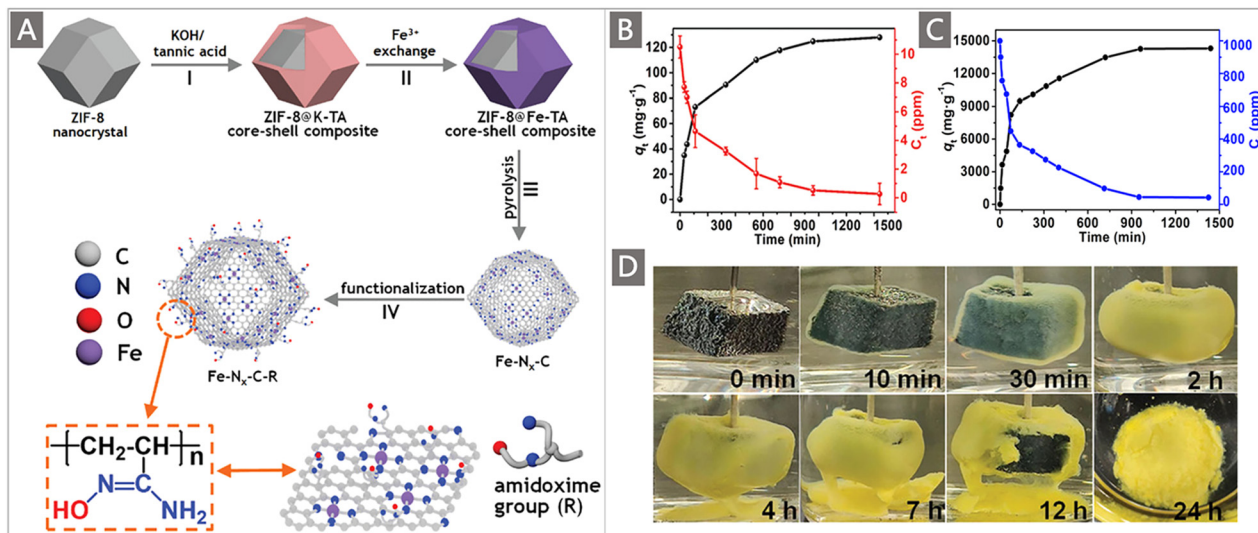 A
KOH/
tannic acid
I
Fe³⁺
exchange
II
ZIF-8
nanocrystal
ZIF-8@K-TA
core-shell composite
ZIF-8@Fe-TA
core-shell composite
pyrolysis
III
C
N
O
Fe
functionalization
IV
Fe-Nₓ-C-R
Fe-Nₓ-C
[CH₂-CH]n
HO N=C NH₂
amidoxime
group (R)
B
qₜ (mg·g⁻¹)
120
100
80
60
40
20
0
10
8
6
4
2
0
Cₜ (ppm)
0 300 600 900 1200 1500
Time (min)
C
qₜ (mg·g⁻¹)
15000
12000
9000
6000
3000
0
1000
800
600
400
200
0
(ppm)
0 300 600 900 1200 1500
Time (min)
D
0 min
10 min
30 min
2 h
4 h
7 h
12 h
24 h